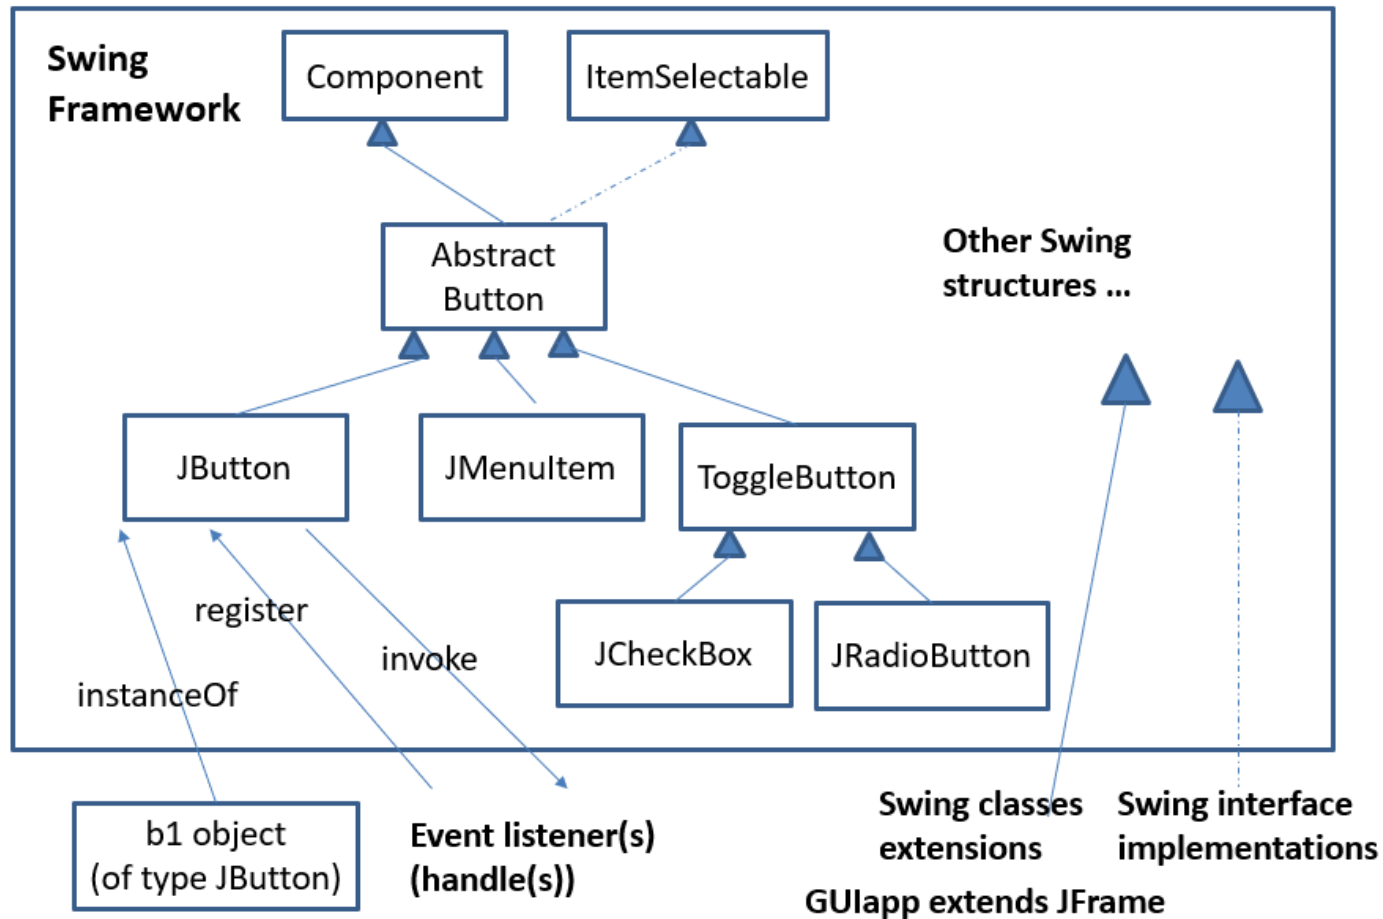 Swing
Framework
Component
ItemSelectable
Abstract
Button
Other Swing
structures ...
JButton
JMenuItem
ToggleButton
register
invoke
instanceOf
JCheckBox
JRadioButton
b1 object
(of type JButton)
Event listener(s)
(handle(s))
Swing classes
extensions
Swing interface
implementations
GUIapp extends JFrame